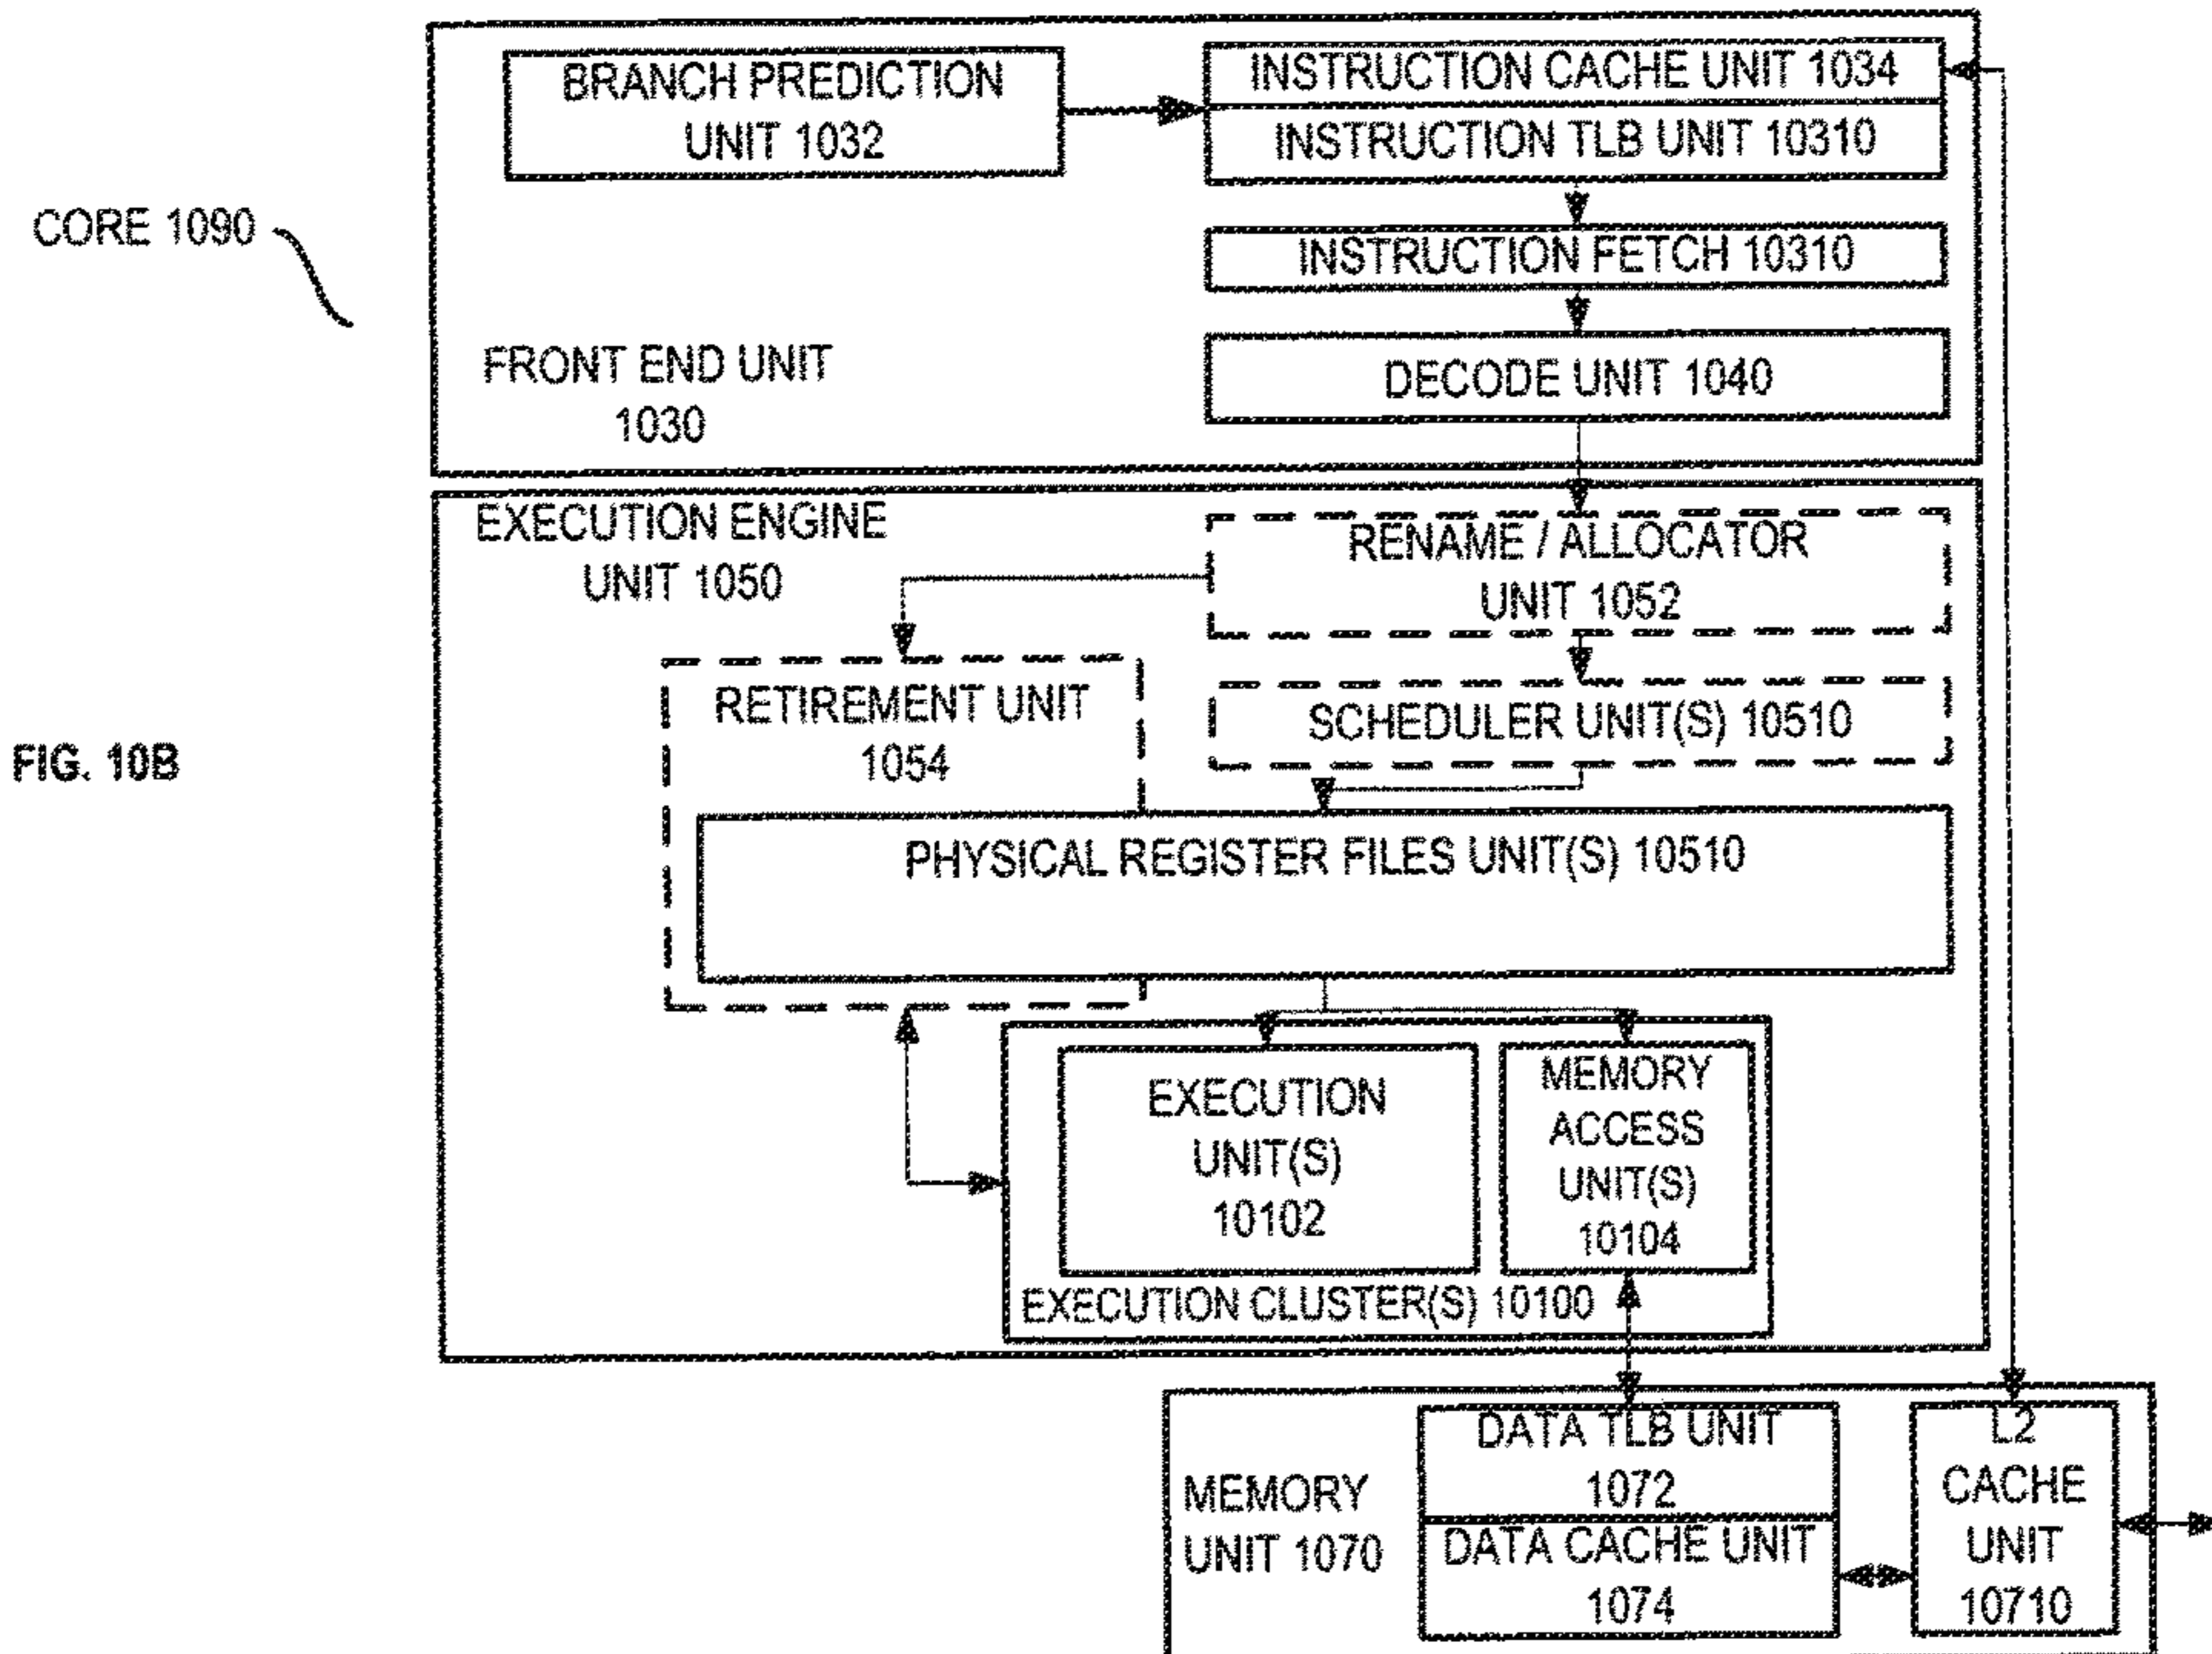 BRANCH PREDICTION
UNIT 1032
INSTRUCTION CACHE UNIT 1034
INSTRUCTION TLB UNIT 10310
CORE 1090
INSTRUCTION FETCH 10310
FRONT END UNIT
1030
DECODE UNIT 1040
EXECUTION ENGINE
UNIT 1050
RENAME / ALLOCATOR
UNIT 1052
RETIREMENT UNIT
1054
SCHEDULER UNIT(S) 10510
FIG. 10B
PHYSICAL REGISTER FILES UNIT(S) 10510
EXECUTION
UNIT(S)
10102
MEMORY
ACCESS
UNIT(S)
10104
EXECUTION CLUSTER(S) 10100
MEMORY
UNIT 1070
DATA TLB UNIT
1072
DATA CACHE UNIT
1074
L2
CACHE
UNIT
10710